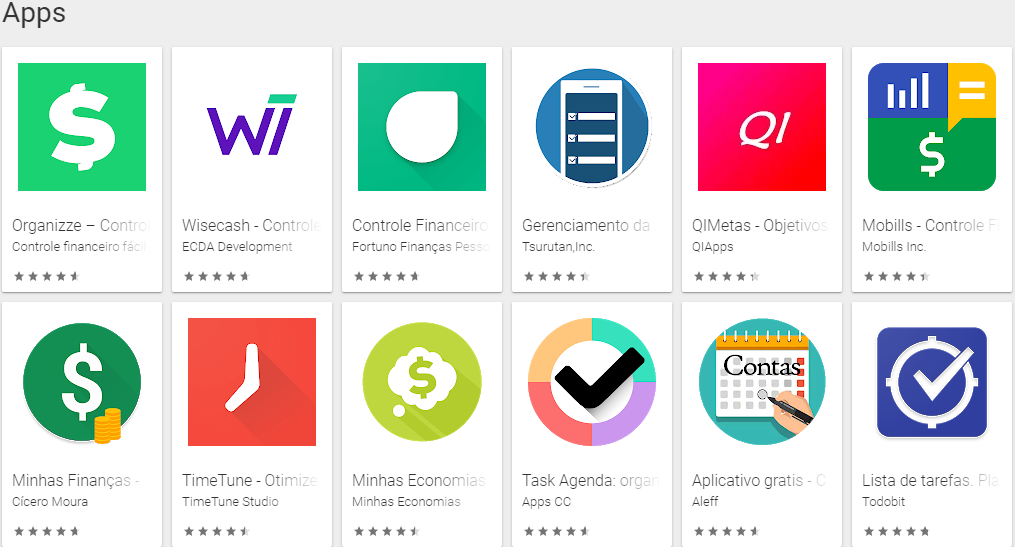 Apps
Wi
QI
Organizze – Contro
Wisecash - Controle
Controle Financeiro
Gerenciamento da
QIMetas - Objetivos
Mobills - Controle F
Controle financeiro fácil
ECDA Development
Fortuno Finanças Pesso
Tsurutan,Inc.
QIApps
Mobills Inc.
Contas
Minhas Finanças -
TimeTune - Otimize
Minhas Economias
Task Agenda: organ
Aplicativo gratis - C
Lista de tarefas. Pla
Cícero Moura
TimeTune Studio
Minhas Economias
Apps CC
Aleff
Todobit